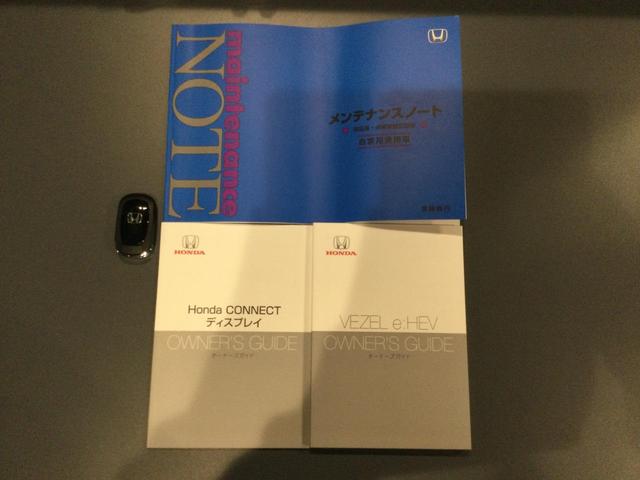 maintenance
NOTE
メンテナンスノート
自家用乗用車
HONDA
Honda CONNECT
ディスプレイ
OWNER'S GUIDE
オーナーズガイド
HONDA
VEZEL e:HEV
OWNER'S GUIDE
オーナーズガイド